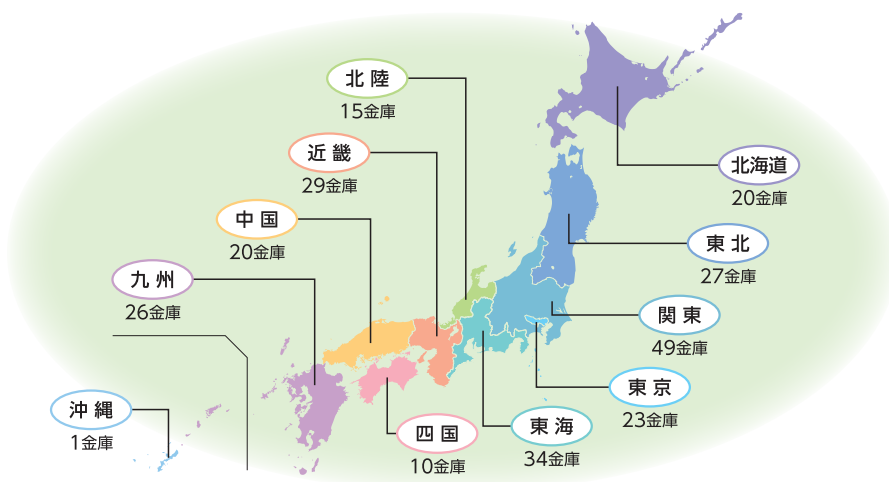 北陸
15金庫
近畿
29金庫
中国
20金庫
九州
26金庫
沖縄
1金庫
北海道
20金庫
東北
27金庫
関東
49金庫
東京
23金庫
東海
34金庫
四国
10金庫